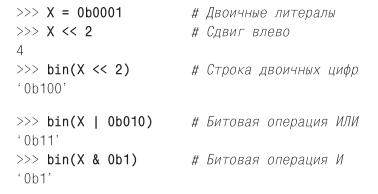 >>> X = 0b0001 # Двоичные литералы
>>> X << 2 # Сдвиг влево
4
>>> bin(X << 2) # Строка двоичных цифр
‘0b100’
>>> bin(X | 0b010) # Битовая операция ИЛИ
‘0b11’
>>> bin(X & 0b1) # Битовая операция И
‘0b1’